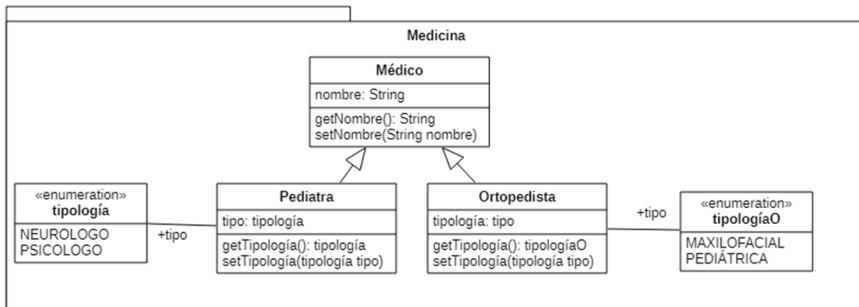 Medicina
Médico
nombre: String
getNombre(): String
setNombre(String nombre)
«enumeration»
tipología
NEUROLOGO
PSICOLOGO
+tipo
Pediatra
tipo: tipología
getTipología(): tipología
setTipología(tipología tipo)
Ortopedista
tipología: tipo
getTipología(): tipologíaO
setTipología(tipología tipo)
+tipo
«enumeration»
tipologíaO
MAXILOFACIAL
PEDIÁTRICA